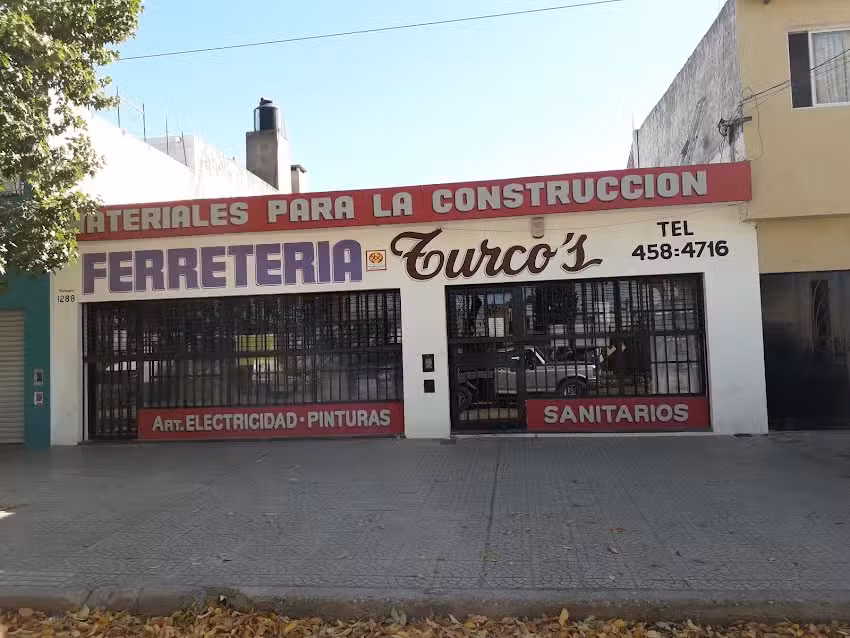 MATERIALES PARA LA CONSTRUCCION
FERRETERIA Turco's
TEL
458-4716
1288
ART. ELECTRICIDAD - PINTURAS
SANITARIOS